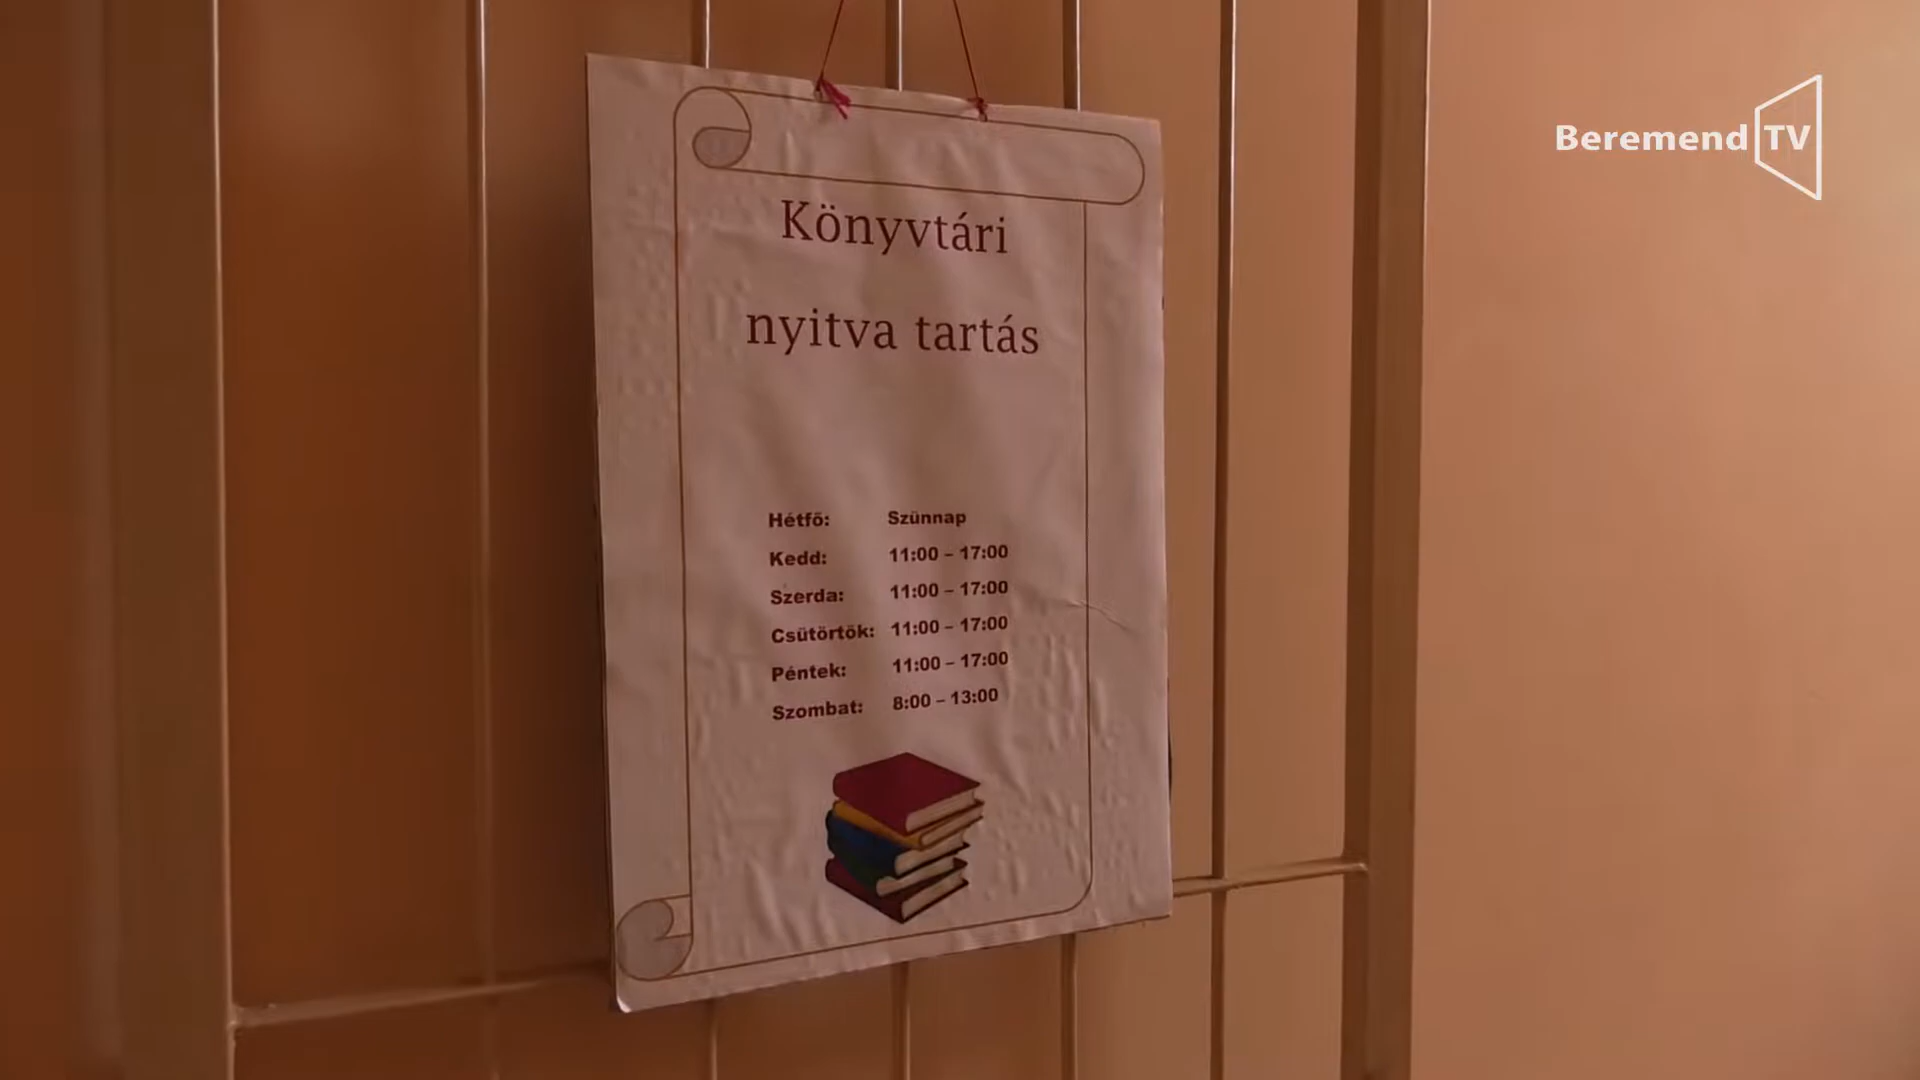 Beremend TV
Könyvtári
nyitva tartás
Hétfő: Szünnap
Kedd: 11:00 – 17:00
Szerda: 11:00 – 17:00
Csütörtök: 11:00 – 17:00
Péntek: 11:00 – 17:00
Szombat: 8:00 – 13:00